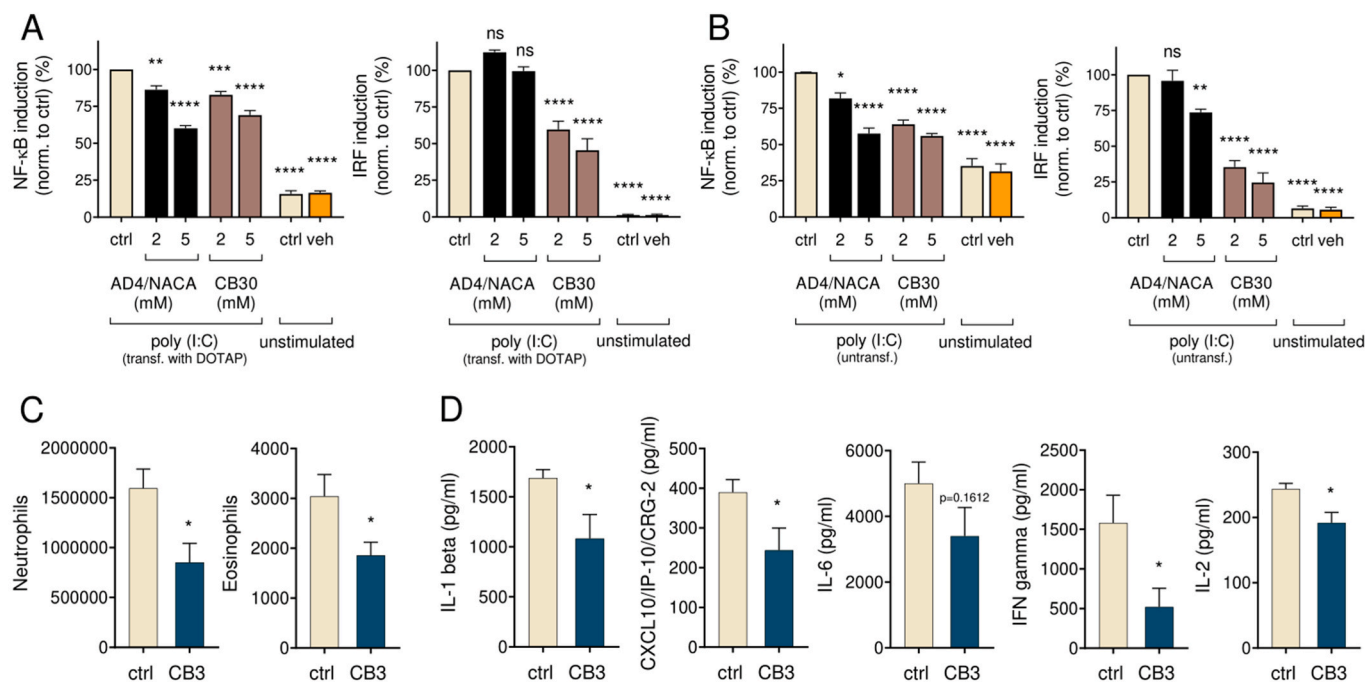 A
NF-κB induction
(norm. to ctrl) (%)
100
75
50
25
0
**
****
***
****
****
****
ctrl 2 5 2 5 ctrl veh
AD4/NACA
(mM)
CB30
(mM)
poly (I:C)
(transf. with DOTAP)
unstimulated
IRF induction
(norm. to ctrl) (%)
100
75
50
25
0
ns
ns
****
****
****
****
ctrl 2 5 2 5 ctrl veh
AD4/NACA
(mM)
CB30
(mM)
poly (I:C)
(transf. with DOTAP)
unstimulated
B
NF-κB induction
(norm. to ctrl) (%)
100
75
50
25
0
*
****
****
****
****
****
ctrl 2 5 2 5 ctrl veh
AD4/NACA
(mM)
CB30
(mM)
poly (I:C)
(untransf.)
unstimulated
IRF induction
(norm. to ctrl) (%)
100
75
50
25
0
ns
**
****
****
****
****
ctrl 2 5 2 5 ctrl veh
AD4/NACA
(mM)
CB30
(mM)
poly (I:C)
(untransf.)
unstimulated
C
Neutrophils
2000000
1500000
1000000
500000
0
*
ctrl CB3
Eosinophils
4000
3000
2000
1000
0
*
ctrl CB3
D
IL-1 beta (pg/ml)
2000
1500
1000
500
0
*
ctrl CB3
CXCL10/IP-10/CRG-2 (pg/ml)
500
400
300
200
100
0
*
ctrl CB3
IL-6 (pg/ml)
6000
4000
2000
0
p=0.1612
ctrl CB3
IFN gamma (pg/ml)
2500
2000
1500
1000
500
0
*
ctrl CB3
IL-2 (pg/ml)
300
200
100
0
*
ctrl CB3